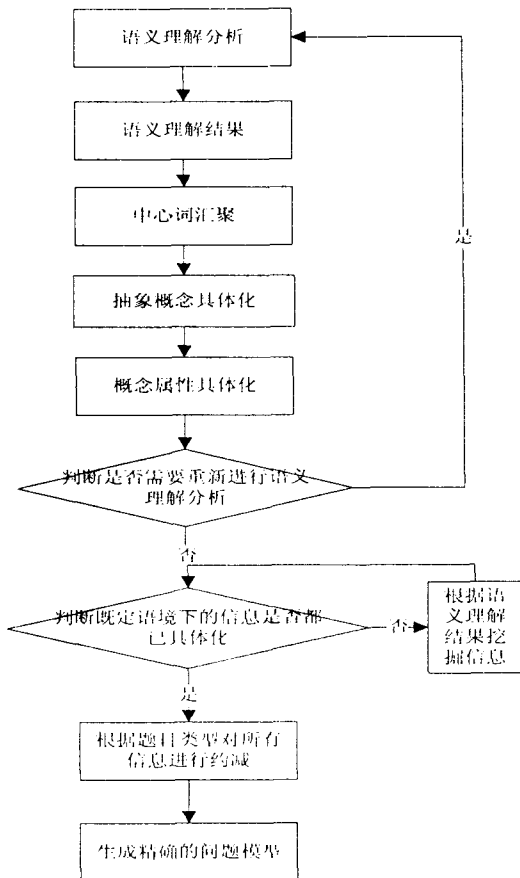 语义理解分析
语义理解结果
中心词汇聚
是
抽象概念具体化
概念属性具体化
判断是否需要重新进行语义
理解分析
否
判断既定语境下的信息是否都
已具体化
否
根据语
义理解
结果挖
掘信息
是
根据题目类型对所有
信息进行约减
生成精确的问题模型